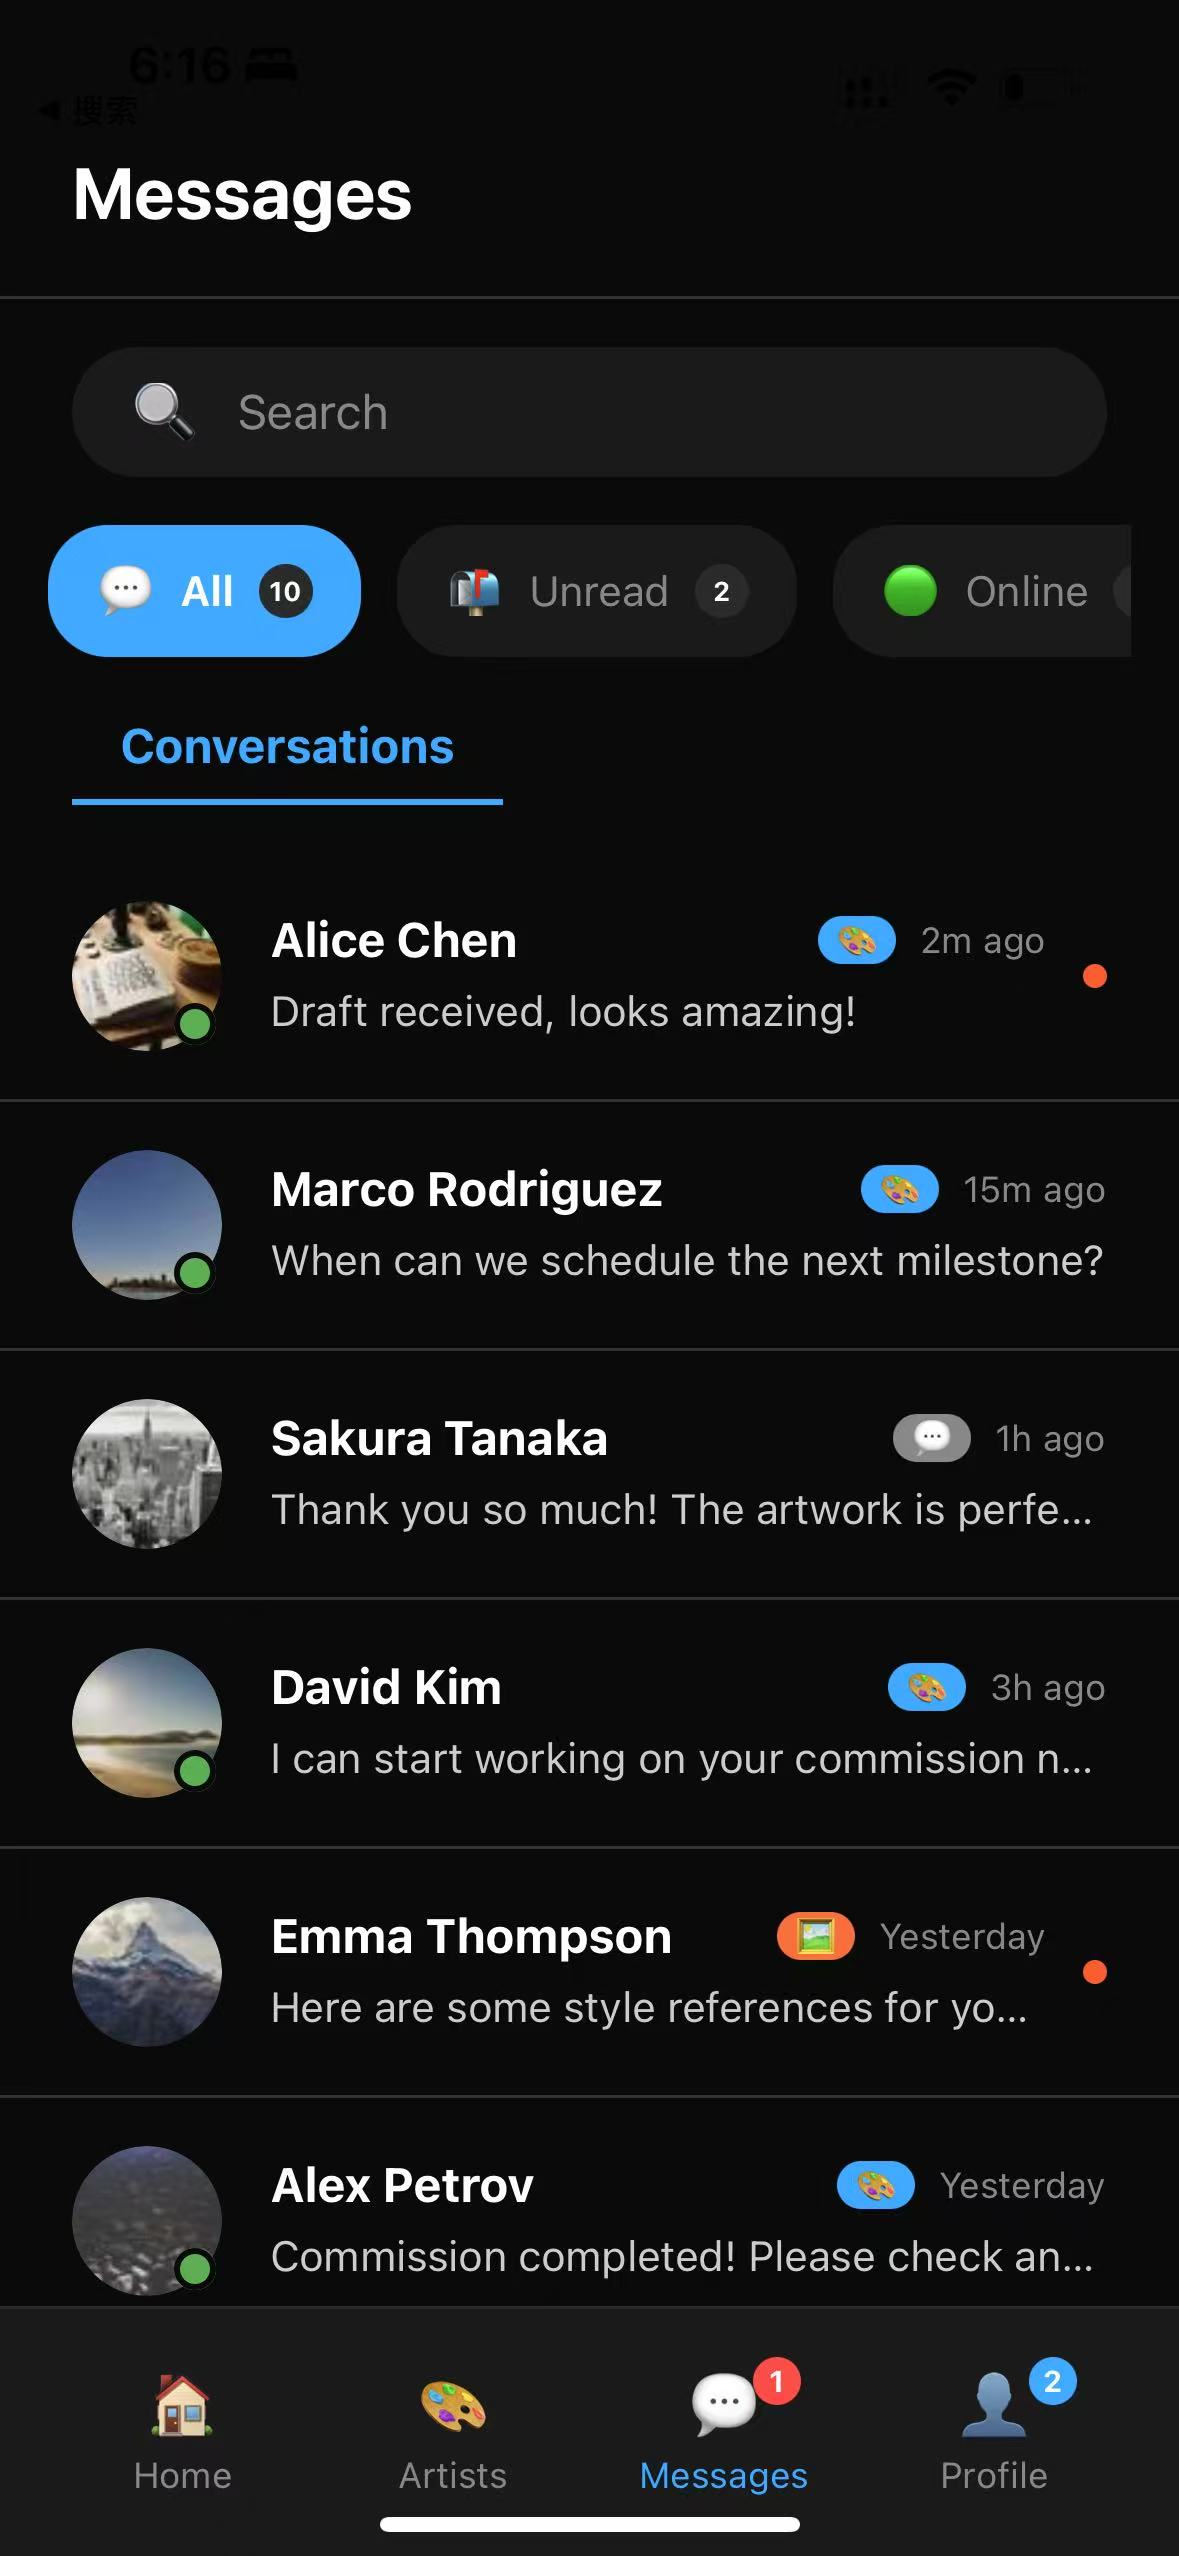 6:16
搜索
Messages
Search
All 10
Unread 2
Online
Conversations
Alice Chen 2m ago
Draft received, looks amazing!
Marco Rodriguez 15m ago
When can we schedule the next milestone?
Sakura Tanaka 1h ago
Thank you so much! The artwork is perfe...
David Kim 3h ago
I can start working on your commission n...
Emma Thompson Yesterday
Here are some style references for yo...
Alex Petrov Yesterday
Commission completed! Please check an...
1
2
Home
Artists
Messages
Profile